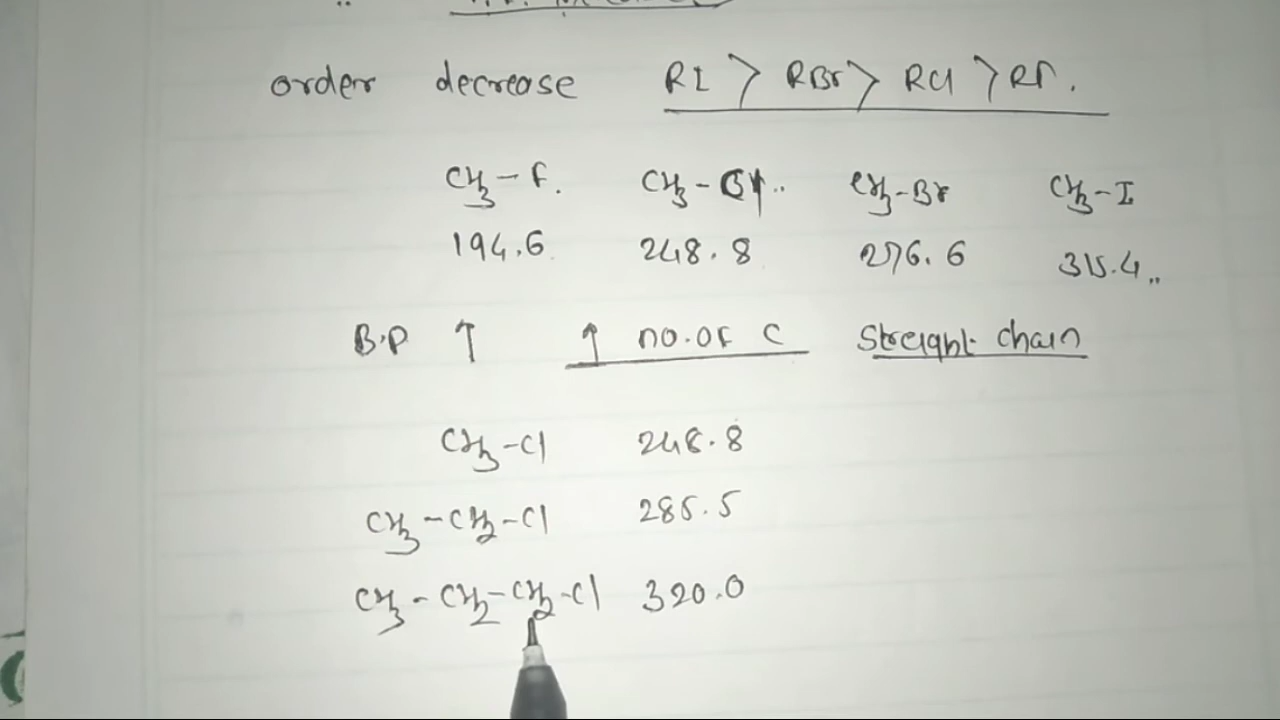 order decrease RI > RBr > RCl > RF.
CH3-F. CH3-Cl.. CH3-Br CH3-I
194.6 248.8 276.6 315.4..
B.P ↑ ↑ no.of C Streight chain
CH3-Cl 248.8
CH3-CH2-Cl 285.5
CH3-CH2-CH2-Cl 320.0